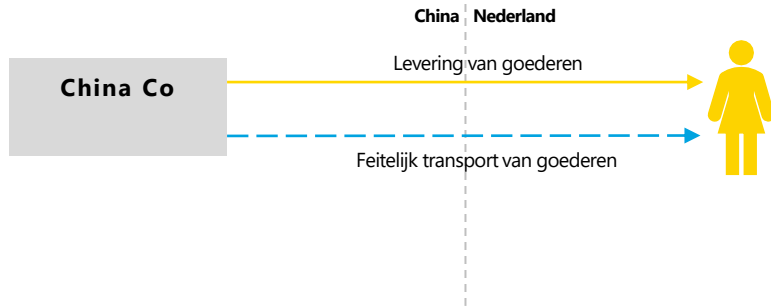 China Nederland
Levering van goederen
China Co
Feitelijk transport van goederen